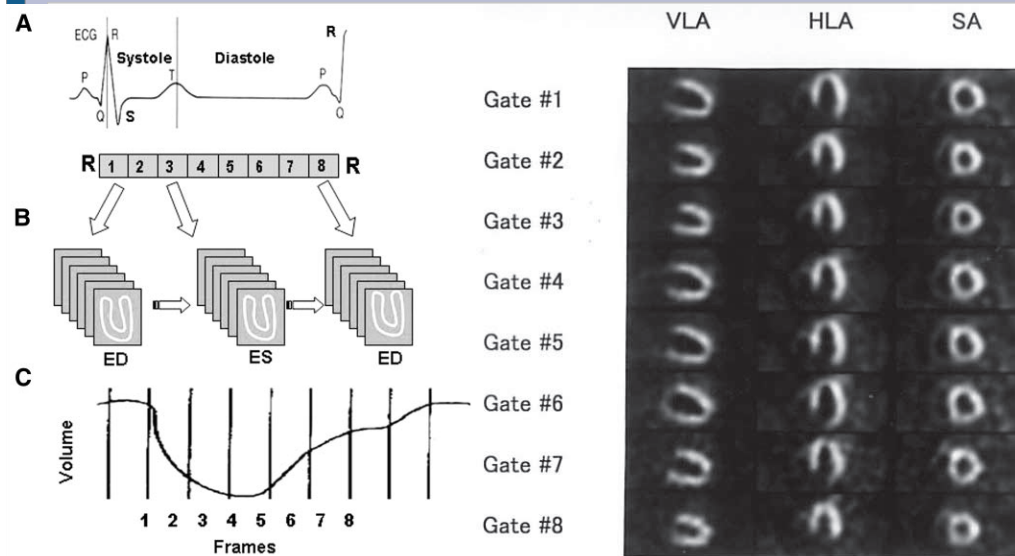 A
ECG
R
R
Systole
Diastole
P
T
P
Q
S
Q
R 1 2 3 4 5 6 7 8 R
B
ED
ES
ED
C
Volume
1 2 3 4 5 6 7 8
Frames
VLA HLA SA
Gate #1
Gate #2
Gate #3
Gate #4
Gate #5
Gate #6
Gate #7
Gate #8